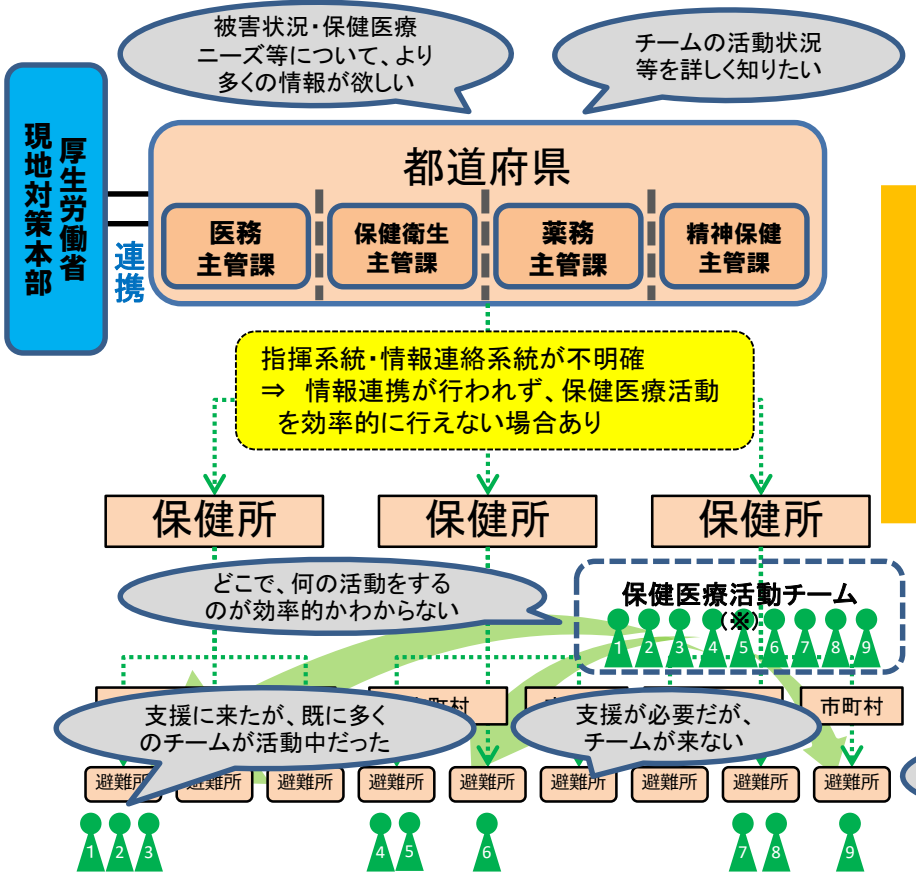 被害状況・保健医療
ニーズ等について、より
多くの情報が欲しい
チームの活動状況
等を詳しく知りたい
厚生労働省
現地対策本部
連携
都道府県
医務
主管課
保健衛生
主管課
薬務
主管課
精神保健
主管課
指揮系統・情報連絡系統が不明確
⇒ 情報連携が行われず、保健医療活動
を効率的に行えない場合あり
保健所
保健所
保健所
どこで、何の活動をする
のが効率的かわからない
保健医療活動チーム
(※)
1 2 3 4 5 6 7 8 9
町村
市町村
支援に来たが、既に多く
のチームが活動中だった
支援が必要だが、
チームが来ない
避難所 避難所 避難所 避難所 避難所 避難所 避難所 避難所 避難所
1 2 3 4 5 6 7 8 9